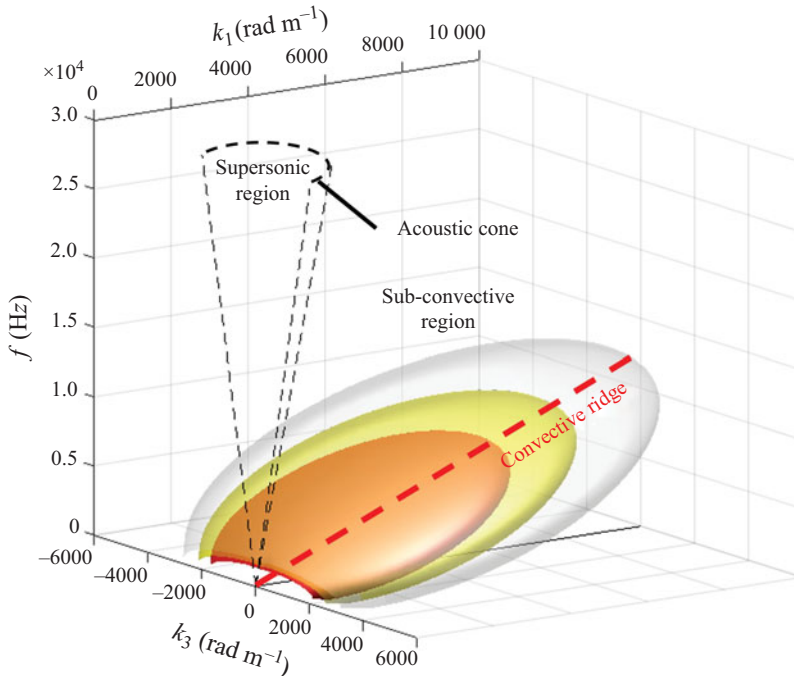 k₁ (rad m⁻¹)
0 2000 4000 6000 8000 10 000
×10⁴
3.0
2.5
2.0
1.5
1.0
0.5
0
f (Hz)
Supersonic
region
Acoustic cone
Sub-convective
region
Convective ridge
−6000 −4000 −2000 0 2000 4000 6000
k₃ (rad m⁻¹)